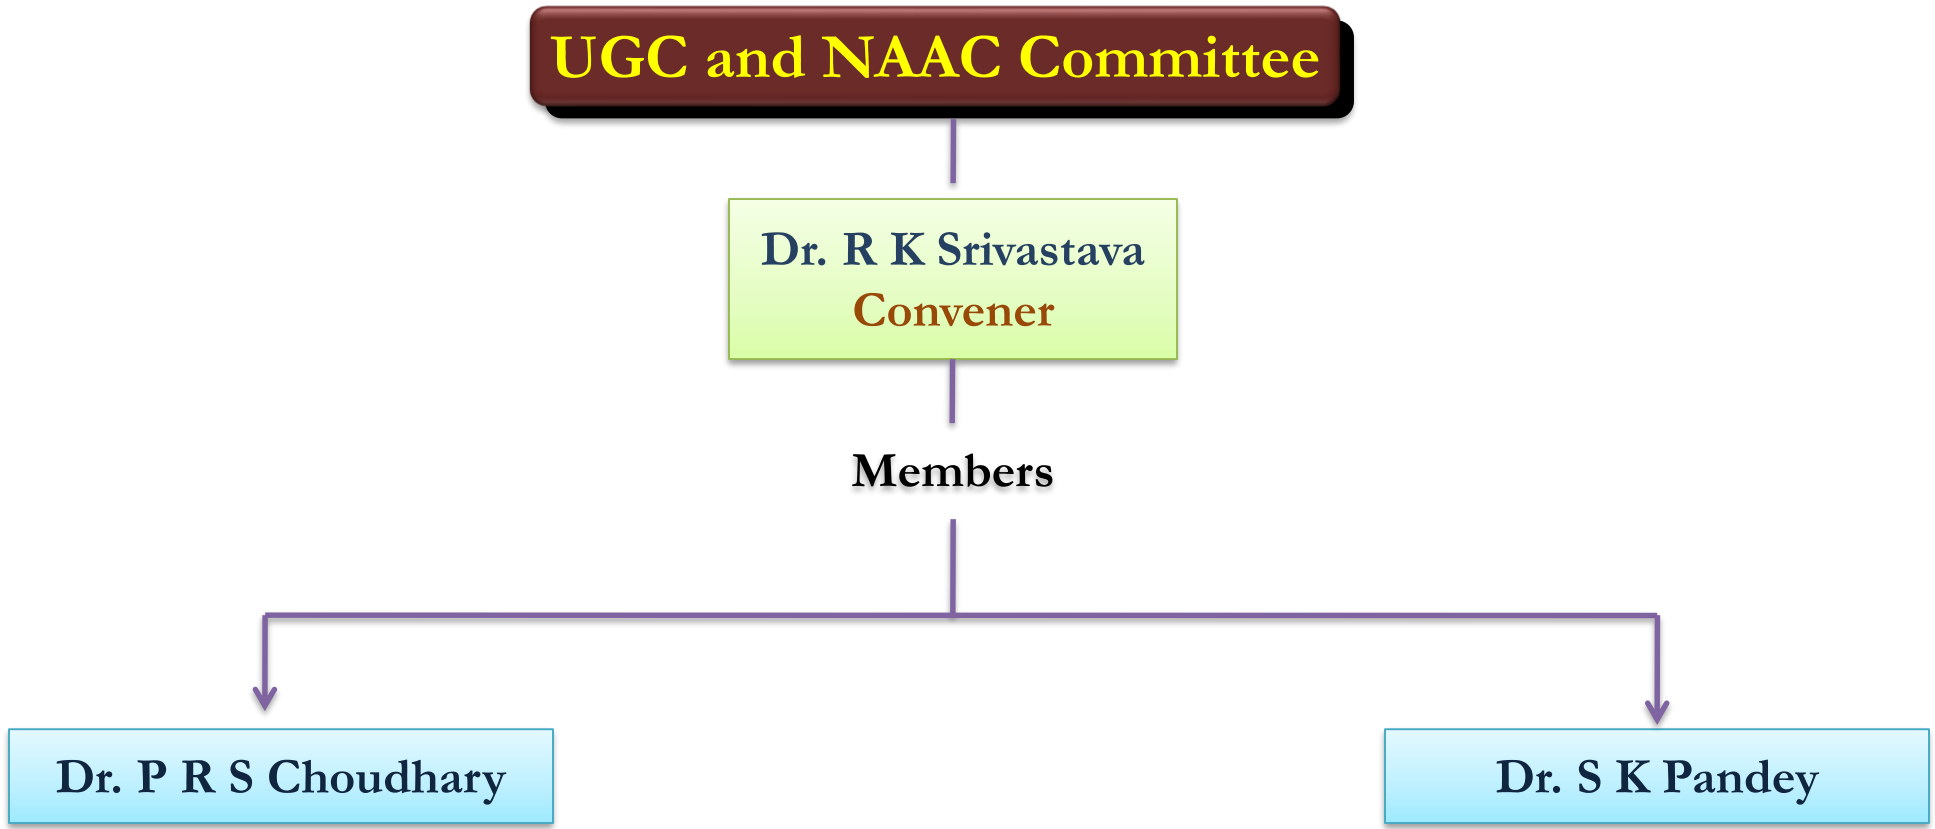 UGC and NAAC Committee
Dr. R K Srivastava
Convener
Members
Dr. P R S Choudhary
Dr. S K Pandey